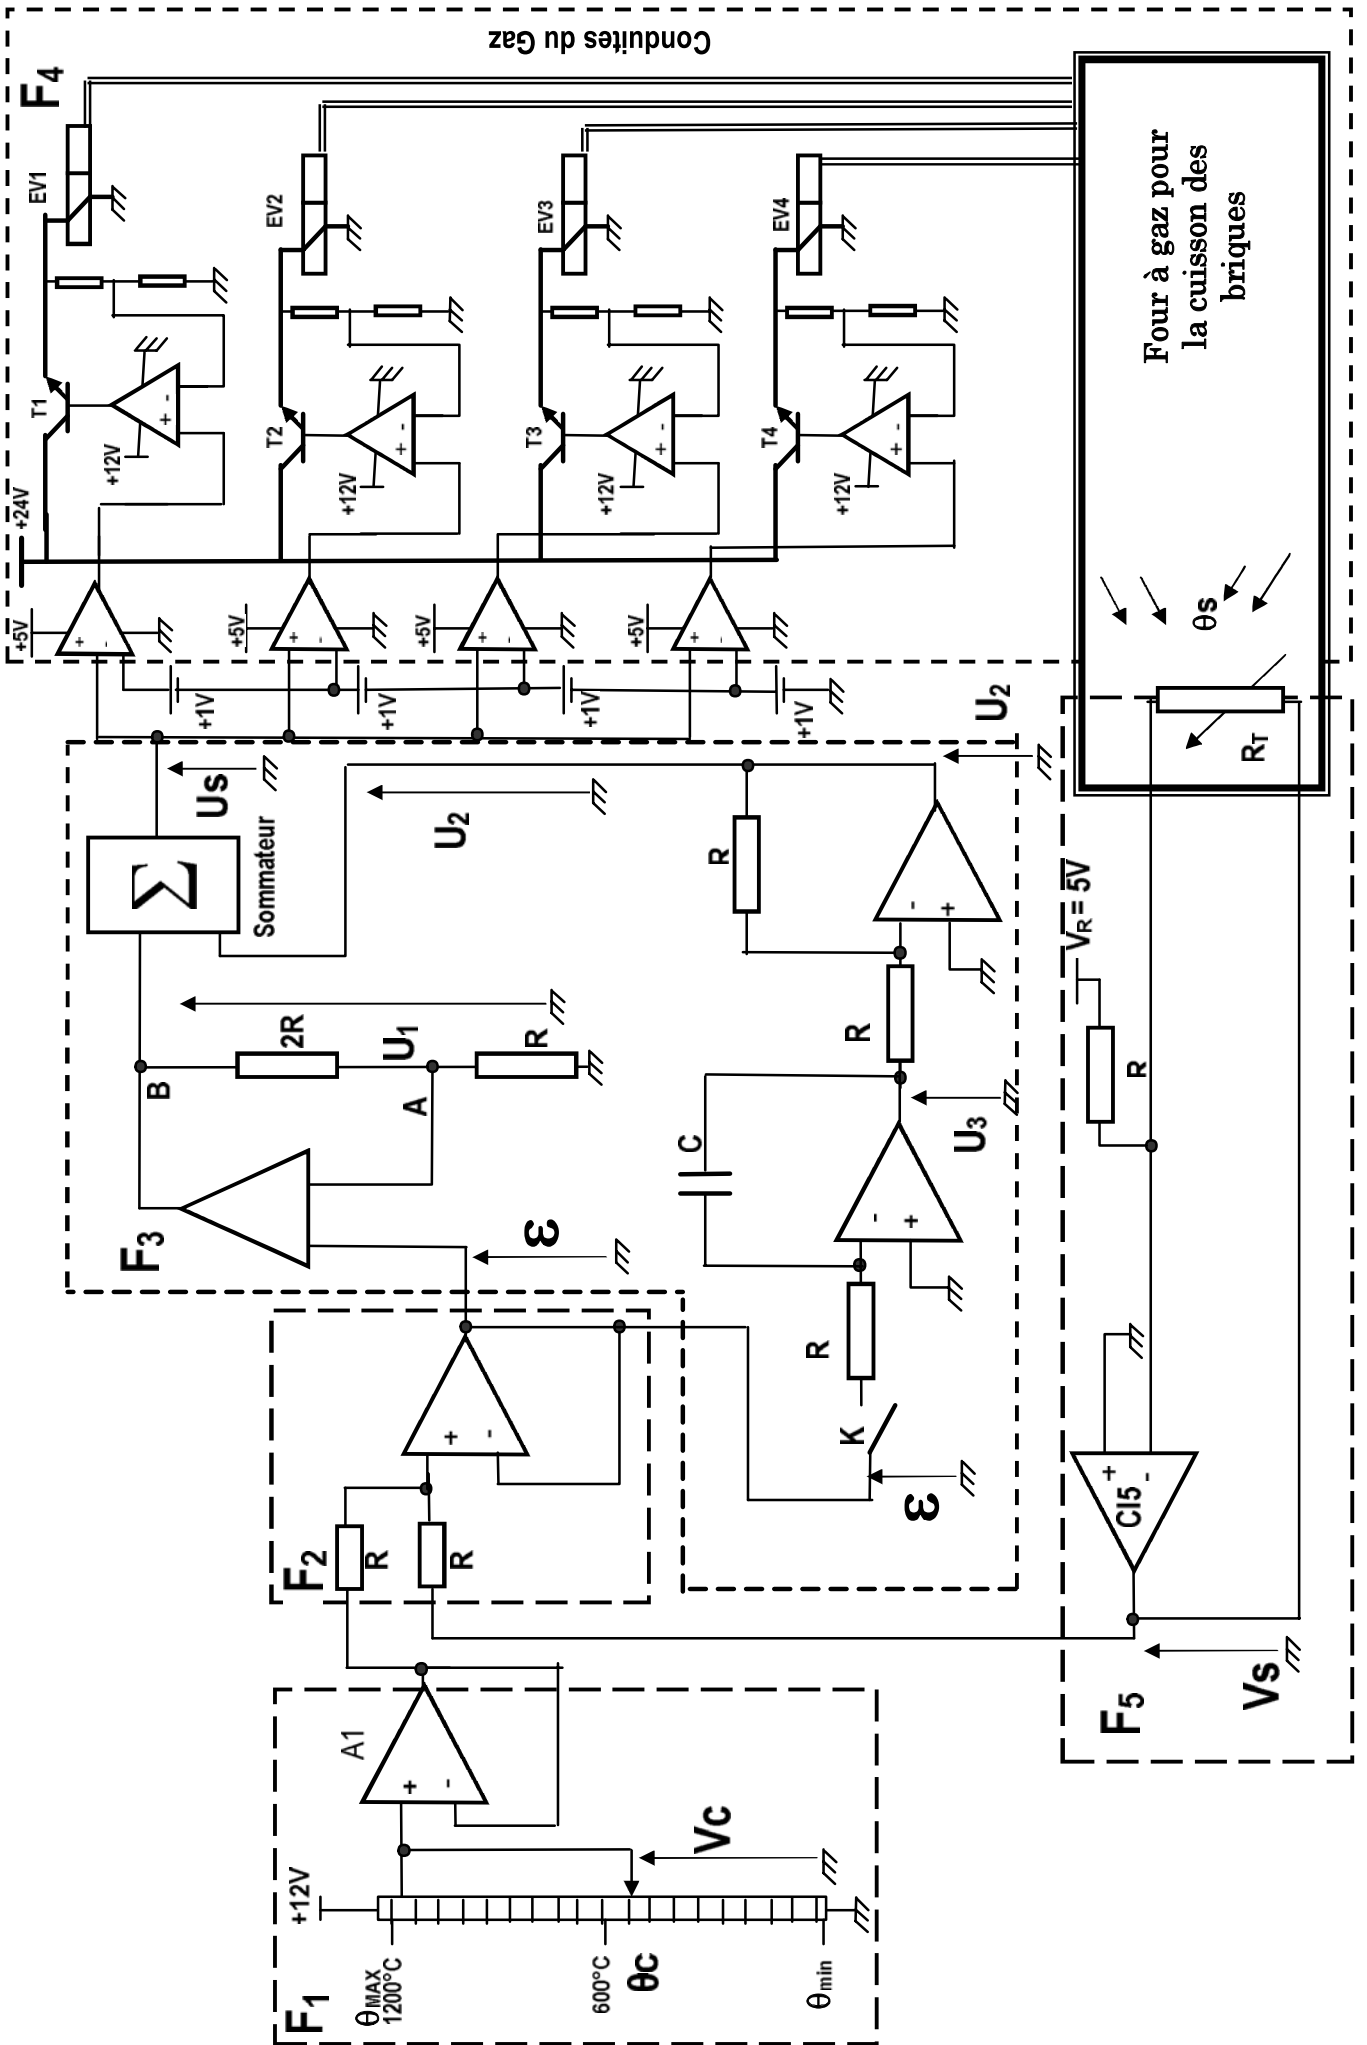 Conduites du Gaz
F4
EV1
EV2
EV3
EV4
T1
T2
T3
T4
+ -
+ -
+ -
+ -
+12V
+12V
+12V
+12V
+24V
+5V
+5V
+5V
+5V
+ -
+ -
+ -
+ -
+1V
+1V
+1V
+1V
Four à gaz pour
la cuisson des
briques
θs
RT
U2
Us
U2
Σ
Sommateur
R
- +
VR = 5V
R
2R
U1
R
B
A
R
U3
C
- +
F3
ε
R
K
ε
+ -
F2
R
R
+ -
CI5
Vs
F5
A1
+ -
Vc
+12V
θMAX
1200°C
600°C
θc
θmin
F1